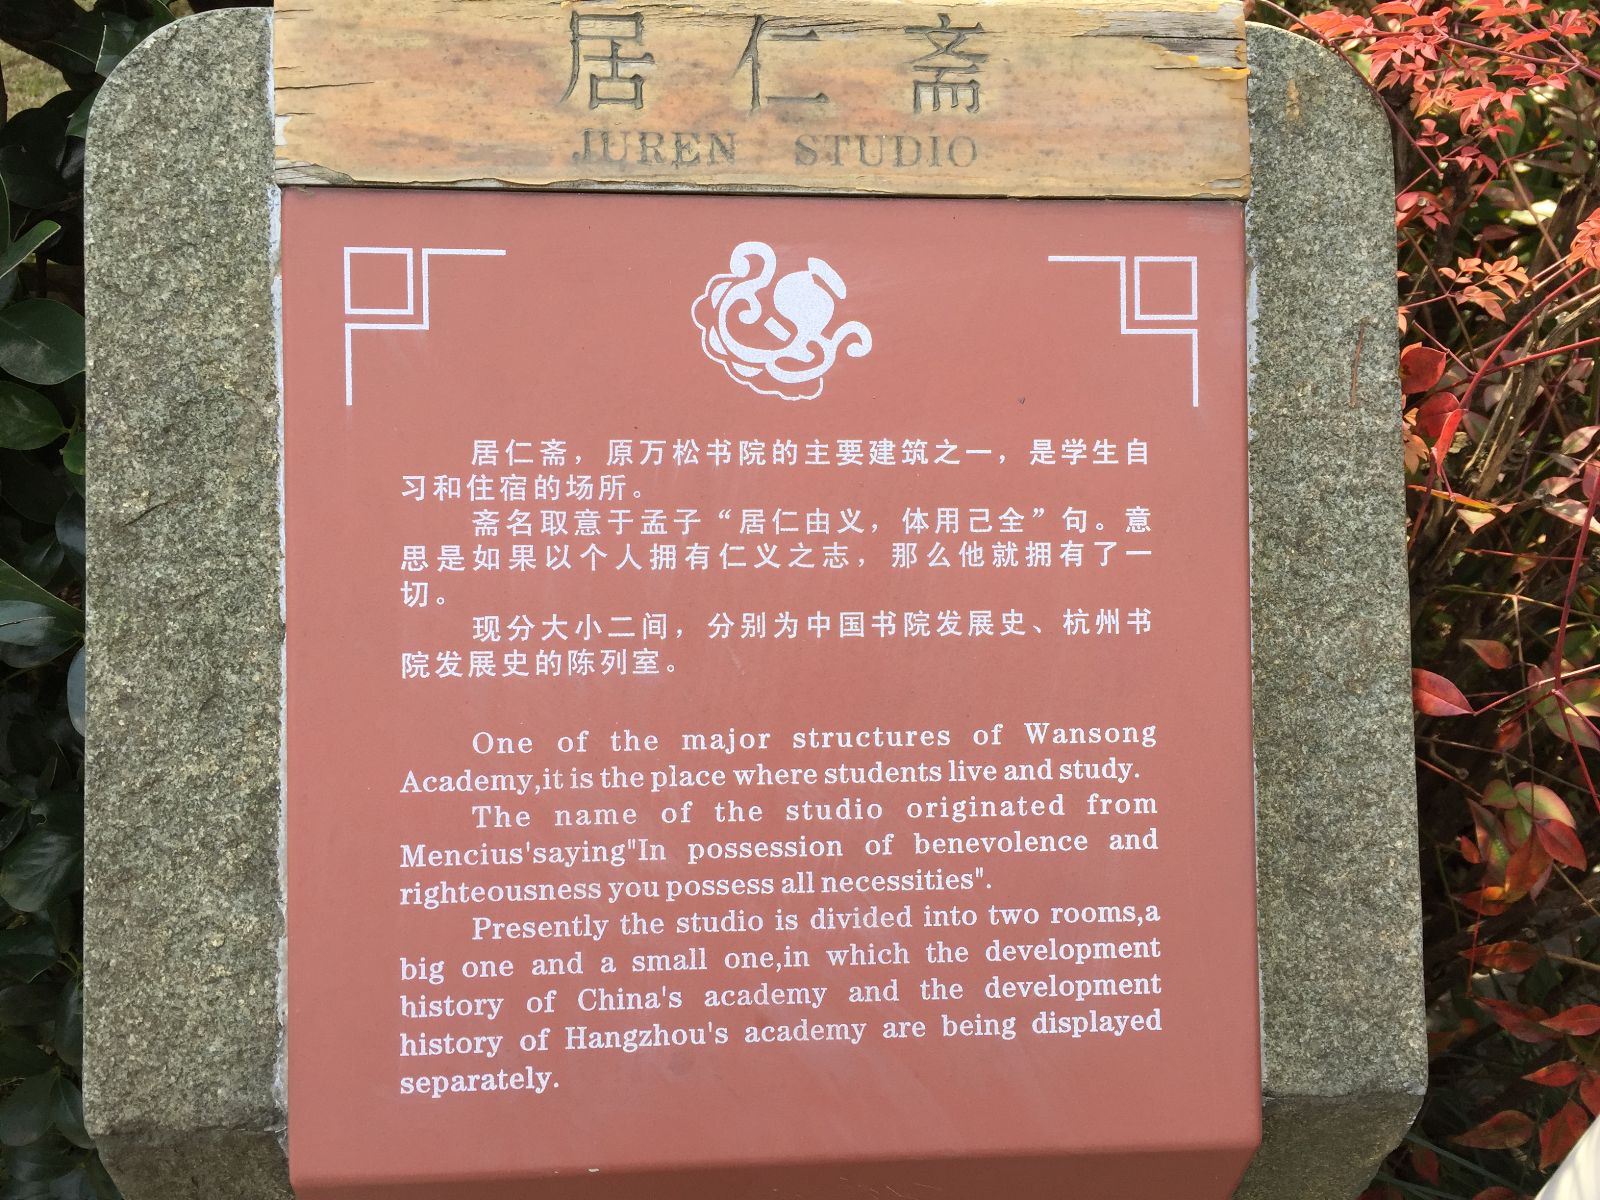 居仁斋
JUREN STUDIO
居仁斋，原万松书院的主要建筑之一，是学生自
习和住宿的场所。
斋名取意于孟子“居仁由义，体用己全”句。意
思是如果以个人拥有仁义之志，那么他就拥有了一
切。
现分大小二间，分别为中国书院发展史、杭州书
院发展史的陈列室。
One of the major structures of Wansong
Academy,it is the place where students live and study.
The name of the studio originated from
Mencius'saying"In possession of benevolence and
righteousness you possess all necessities".
Presently the studio is divided into two rooms,a
big one and a small one,in which the development
history of China's academy and the development
history of Hangzhou's academy are being displayed
separately.